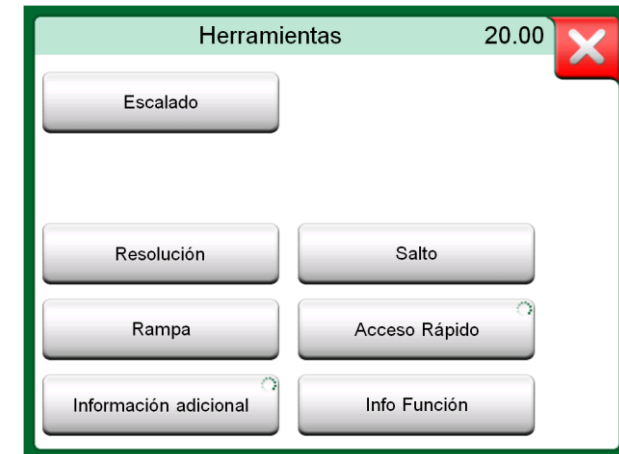 Herramientas 20.00
Escalado
Resolución Salto
Rampa Acceso Rápido
Información adicional Info Función